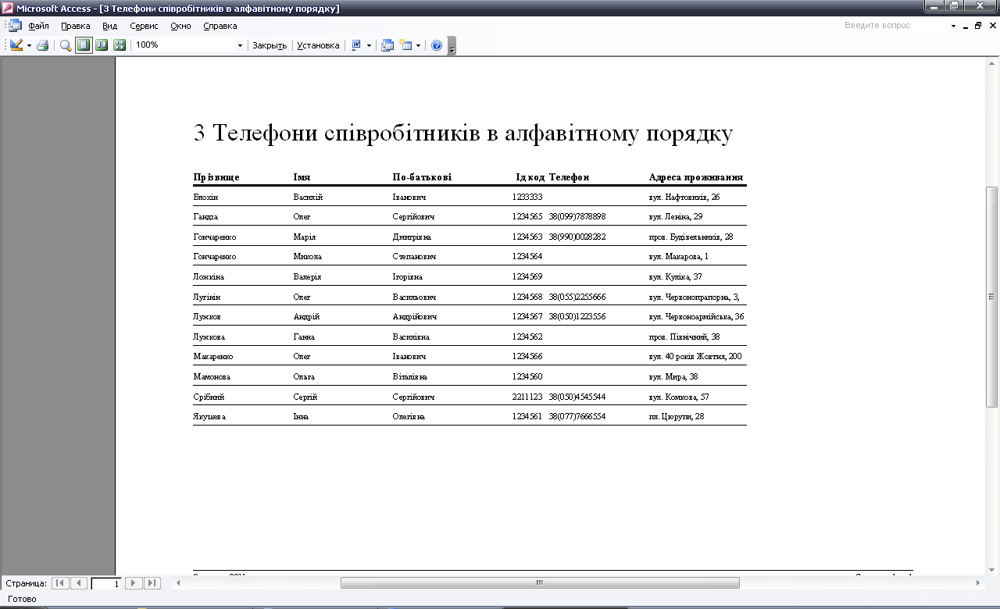 Microsoft Access - [3 Телефони співробітників в алфавітному порядку]
Файл Правка Вид Сервис Окно Справка Введите вопрос
100% Закрыть Установка
3 Телефони співробітників в алфавітному порядку
Прізвище Імя По-батькові Ід код Телефон Адреса проживання
Блохін Василій Іванович 1233333 вул. Нафтовиків, 26
Гандза Олег Сергійович 1234565 38(099)7878898 вул. Леніна, 29
Гончаренко Марія Дмитрівна 1234563 38(990)0028282 пров. Будівельників, 28
Гончаренко Микола Степанович 1234564 вул. Макарова, 1
Ложкіна Валерія Ігорівна 1234569 вул. Куліка, 37
Лугінін Олег Васильович 1234568 38(055)2255666 вул. Червонопрапорна, 3,
Лужков Андрій Андрійович 1234567 38(050)1223556 вул. Червоноармійська, 36
Лужкова Ганна Василівна 1234562 пров. Північний, 38
Макаренко Олег Іванович 1234566 вул. 40 років Жовтня, 200
Мамонова Ольга Віталівна 1234560 вул. Мира, 38
Срібний Сергій Сергійович 2211123 38(050)4545544 вул. Комкова, 57
Якушева Інна Олегівна 1234561 38(077)7666554 пл. Цюрупи, 28
Страница: 1
Готово